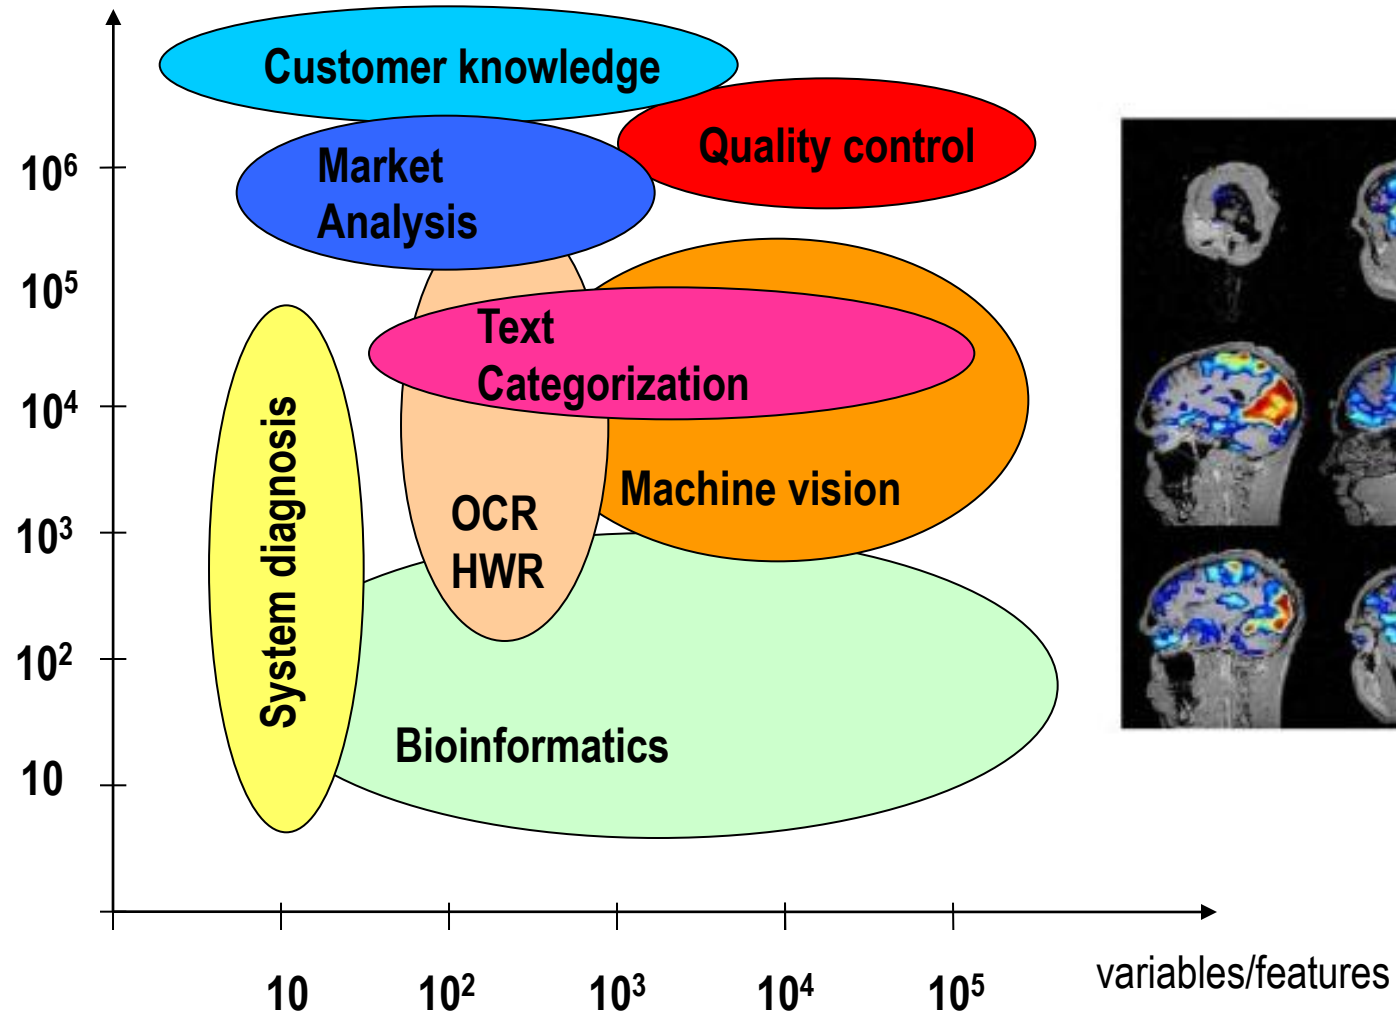 Customer knowledge
Quality control
Market
Analysis
10⁶
10⁵
Text
Categorization
10⁴
System diagnosis
Machine vision
OCR
HWR
10³
10²
Bioinformatics
10
10
10²
10³
10⁴
10⁵
variables/features